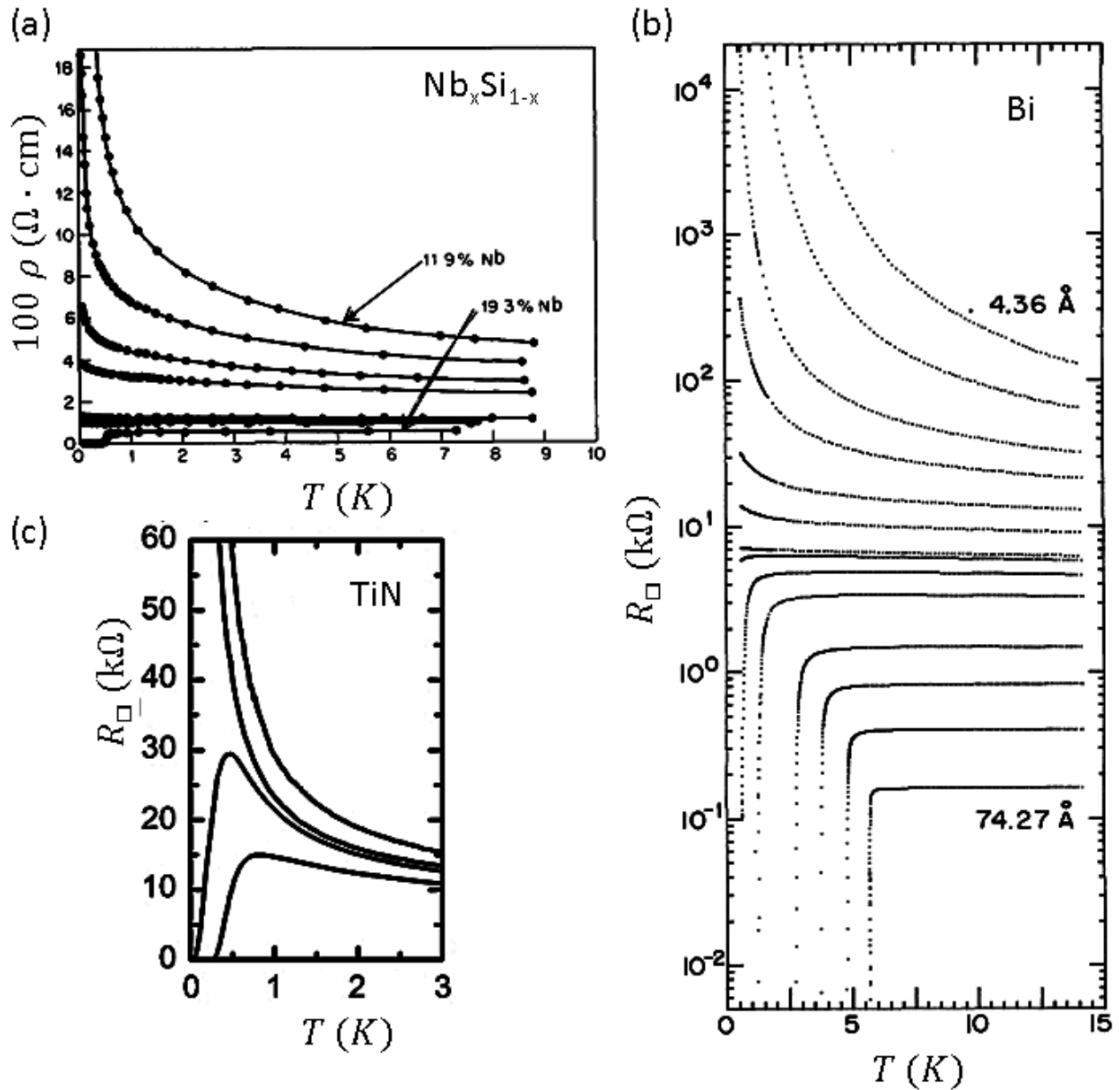 (a)
18
16
14
12
10
8
6
4
2
0
100 ρ (Ω · cm)
NbₓSi₁₋ₓ
11 9% Nb
19 3% Nb
0 1 2 3 4 5 6 7 8 9 10
T (K)
(b)
10⁴
10³
10²
10¹
10⁰
10⁻¹
10⁻²
R□ (kΩ)
Bi
4.36 Å
74.27 Å
0 5 10 15
T (K)
(c)
60
50
40
30
20
10
0
R□ (kΩ)
TiN
0 1 2 3
T (K)